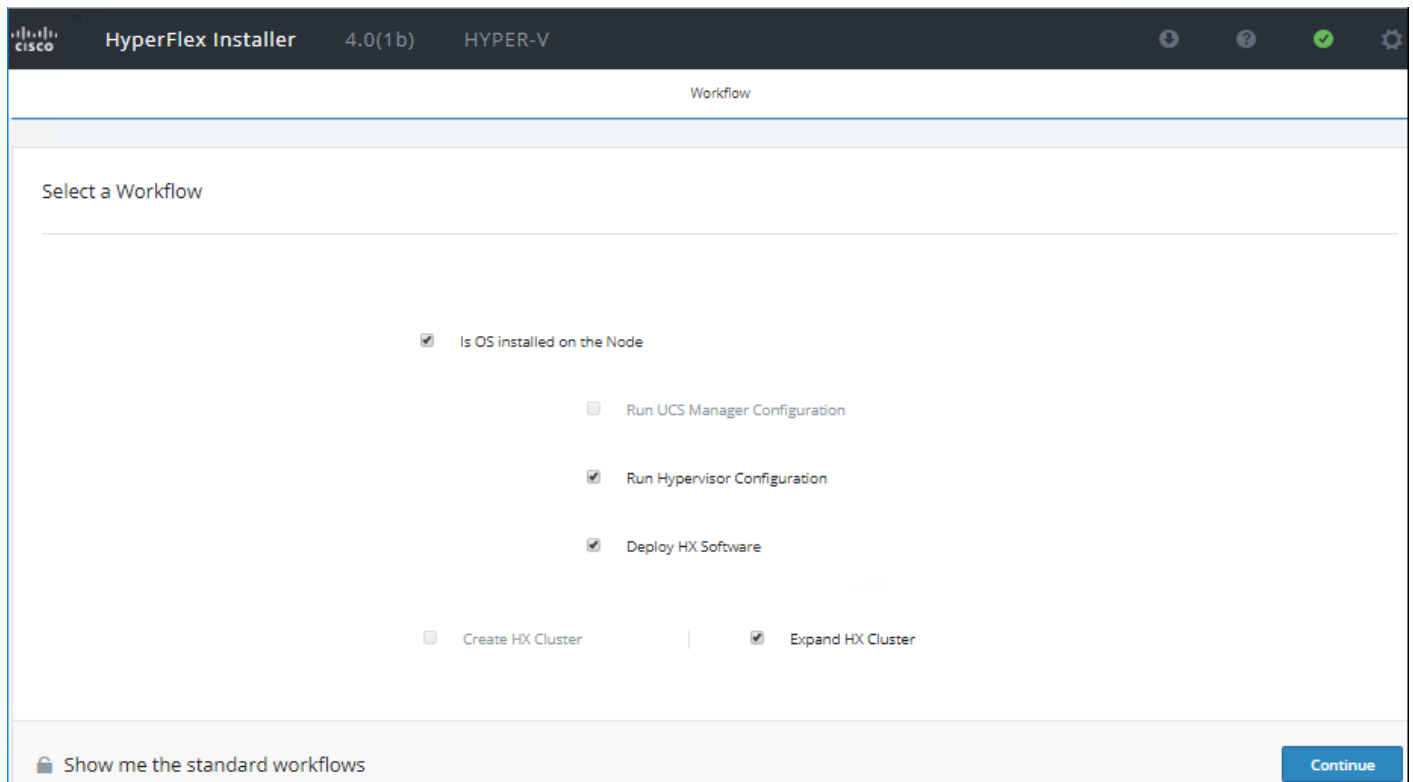 cisco HyperFlex Installer 4.0(1b) HYPER-V
Workflow
Select a Workflow
Is OS installed on the Node
Run UCS Manager Configuration
Run Hypervisor Configuration
Deploy HX Software
Create HX Cluster Expand HX Cluster
Show me the standard workflows Continue